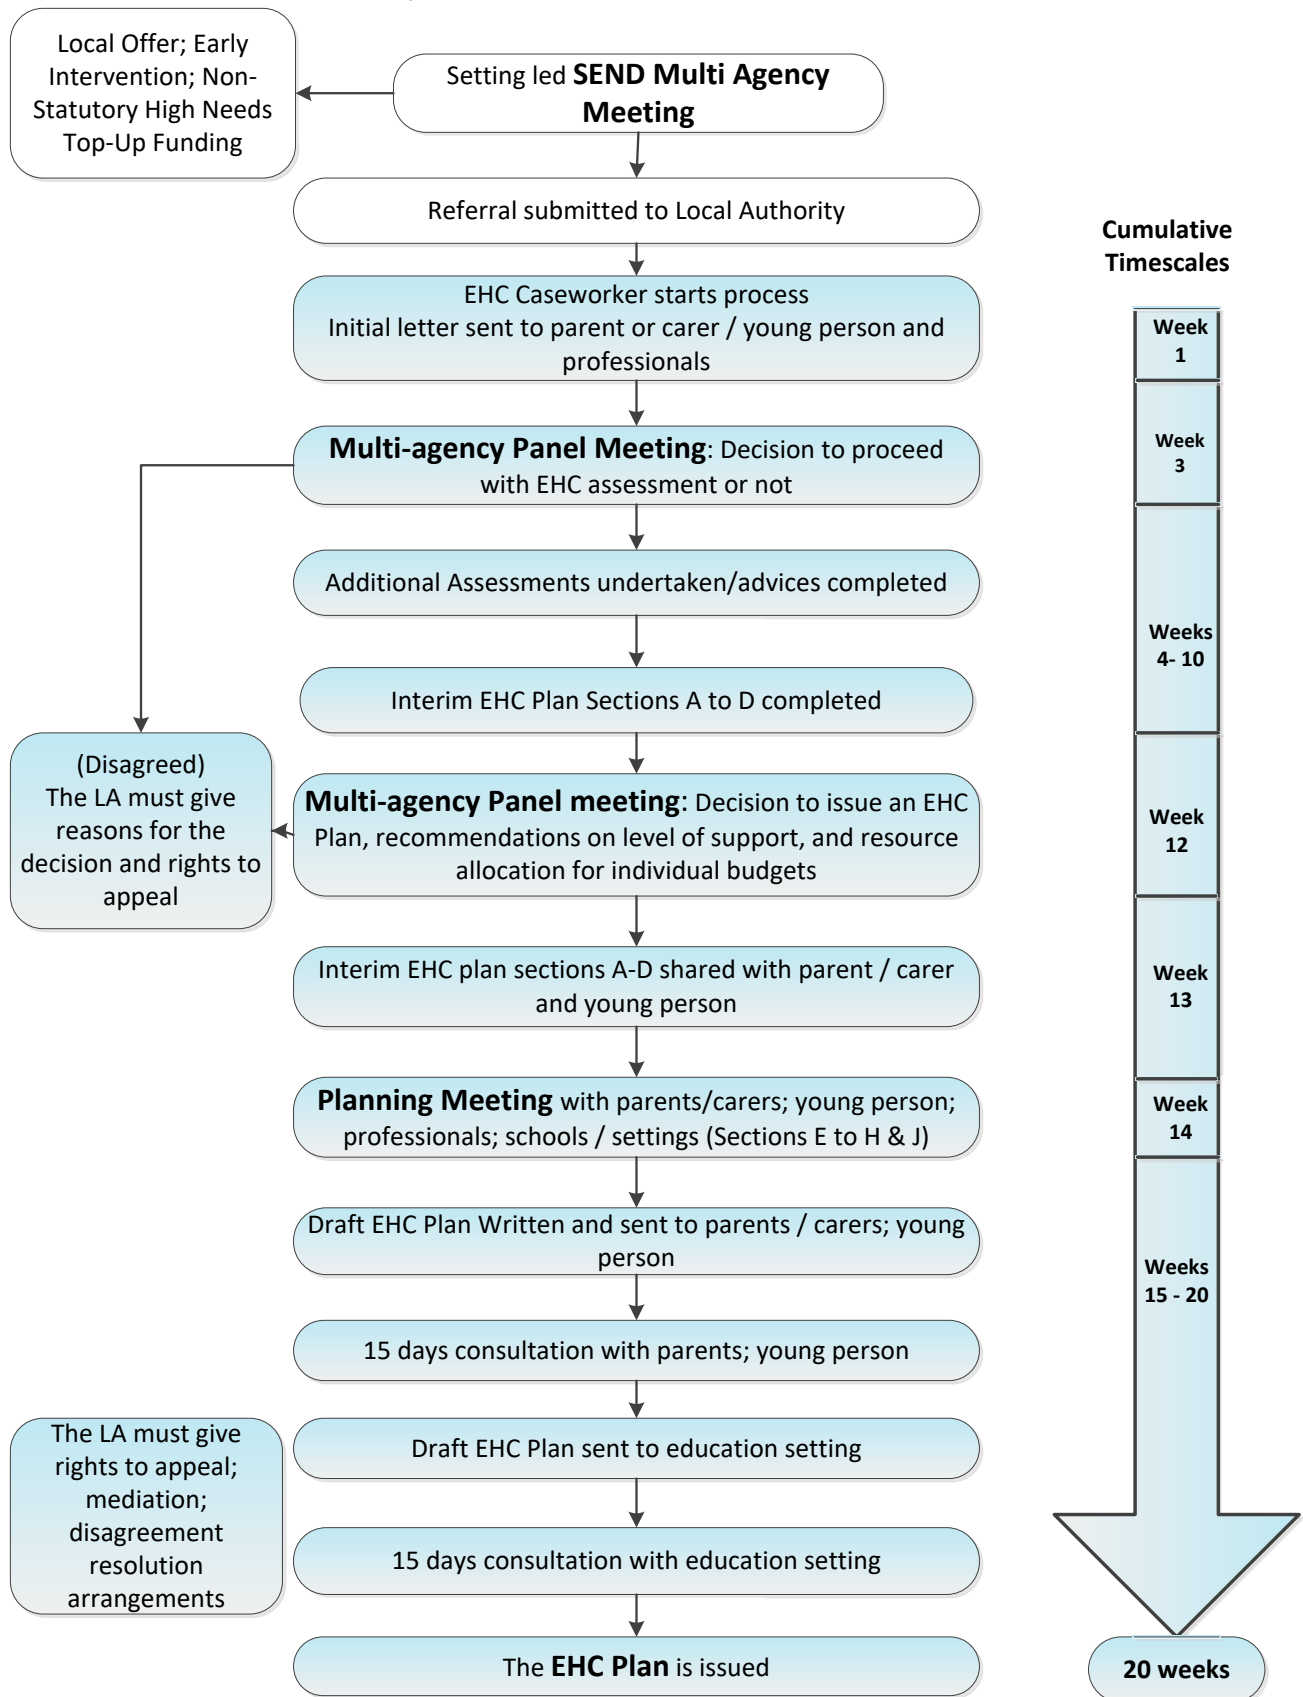 Local Offer; Early
Intervention; Non-
Statutory High Needs
Top-Up Funding
Setting led SEND Multi Agency
Meeting
Referral submitted to Local Authority
Cumulative
Timescales
EHC Caseworker starts process
Initial letter sent to parent or carer / young person and
professionals
Week
1
Multi-agency Panel Meeting: Decision to proceed
with EHC assessment or not
Week
3
Additional Assessments undertaken/advices completed
Weeks
4- 10
Interim EHC Plan Sections A to D completed
(Disagreed)
The LA must give
reasons for the
decision and rights to
appeal
Multi-agency Panel meeting: Decision to issue an EHC
Plan, recommendations on level of support, and resource
allocation for individual budgets
Week
12
Interim EHC plan sections A-D shared with parent / carer
and young person
Week
13
Planning Meeting with parents/carers; young person;
professionals; schools / settings (Sections E to H & J)
Week
14
Draft EHC Plan Written and sent to parents / carers; young
person
Weeks
15 - 20
15 days consultation with parents; young person
The LA must give
rights to appeal;
mediation;
disagreement
resolution
arrangements
Draft EHC Plan sent to education setting
15 days consultation with education setting
The EHC Plan is issued
20 weeks